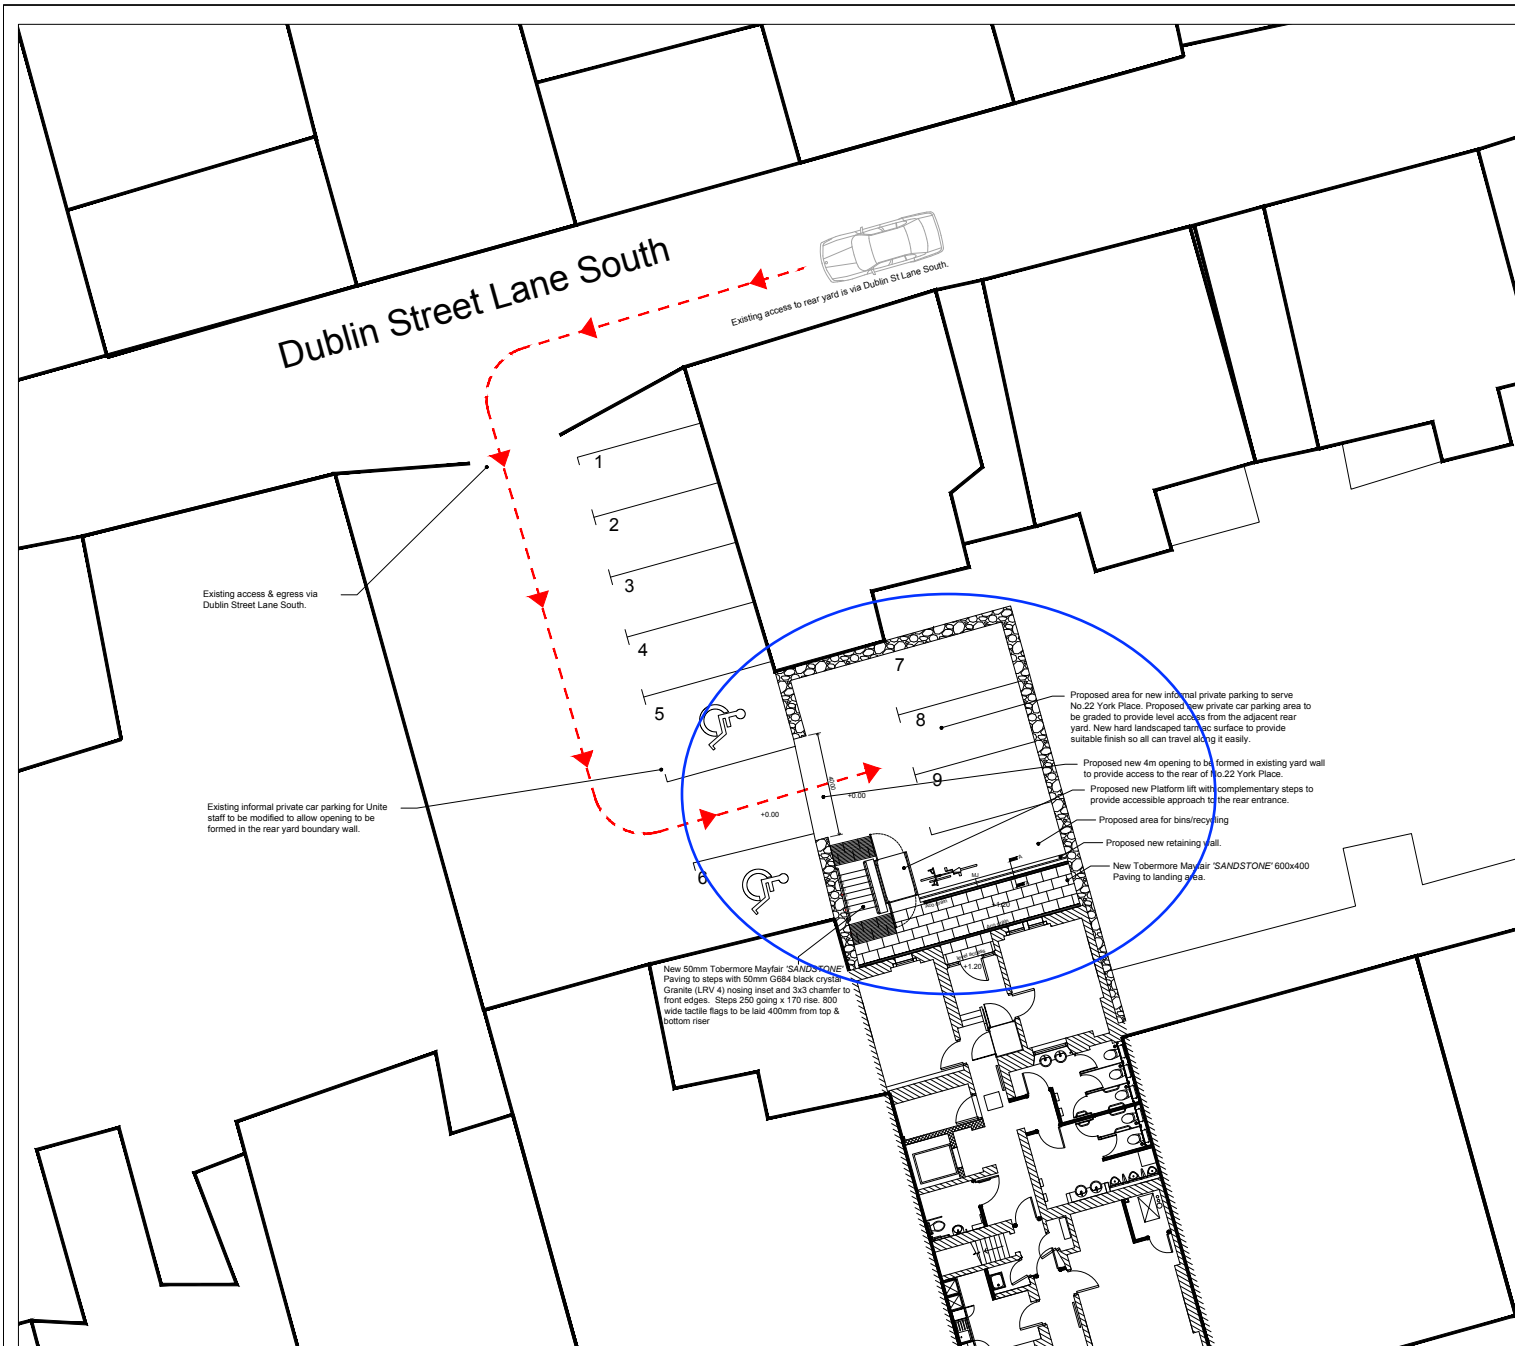 Dublin Street Lane South
Existing access to rear yard is via Dublin St Lane South.
1
2
3
4
5
6
7
8
9
Existing access & egress via
Dublin Street Lane South.
Existing informal private car parking for Unite
staff to be modified to allow opening to be
formed in the rear yard boundary wall.
+0.00
4000
+0.00
Proposed area for new informal private parking to serve
No.22 York Place. Proposed new private car parking area to
be graded to provide level access from the adjacent rear
yard. New hard landscaped tarmac surface to provide
suitable finish so all can travel along it easily.
Proposed new 4m opening to be formed in existing yard wall
to provide access to the rear of No.22 York Place.
Proposed new Platform lift with complementary steps to
provide accessible approach to the rear entrance.
Proposed area for bins/recycling
Proposed new retaining wall.
New Tobermore Mayfair 'SANDSTONE' 600x400
Paving to landing area.
A
MJ
+1.20
level access
+1.20
New 50mm Tobermore Mayfair 'SANDSTONE'
Paving to steps with 50mm G684 black crystal
Granite (LRV 4) nosing inset and 3x3 chamfer to
front edges. Steps 250 going x 170 rise. 800
wide tactile flags to be laid 400mm from top &
bottom riser